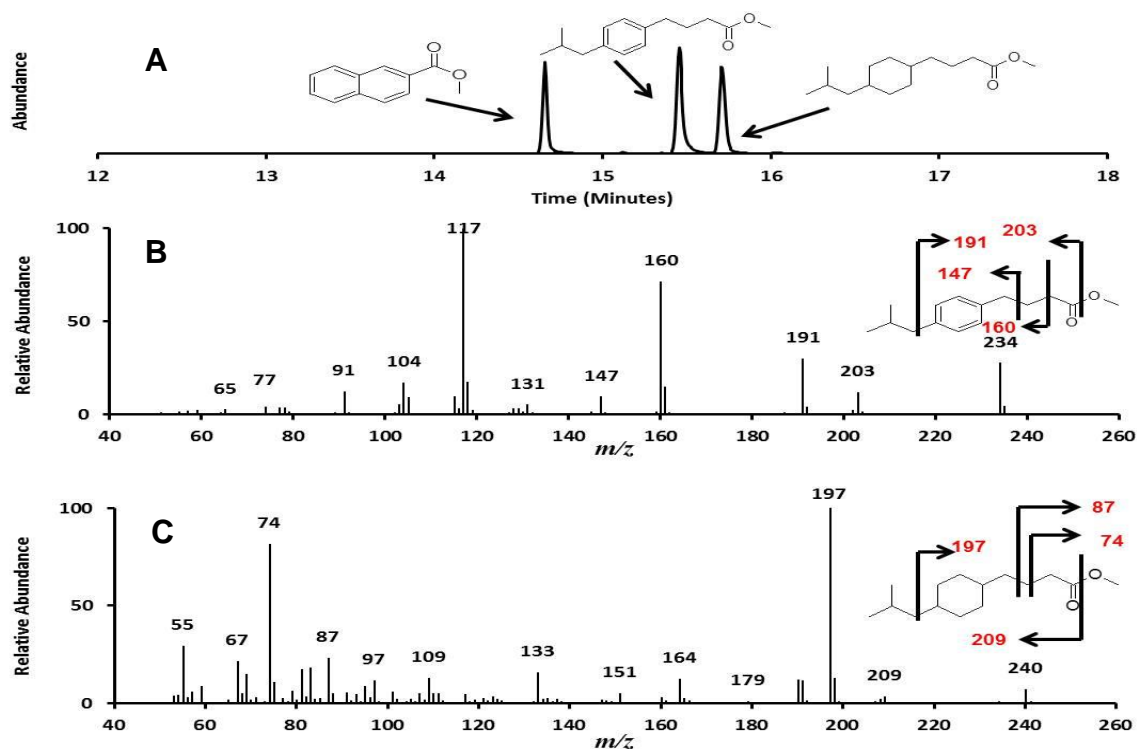 A
O
O
O
O
O
O
Abundance
12 13 14 15 16 17 18
Time (Minutes)
B
Relative Abundance
100
50
0
117
160
191
234
203
147
131
104
91
77
65
191 203
147
160
O
O
40 60 80 100 120 140 160 180 200 220 240 260
m/z
C
Relative Abundance
100
50
0
55
67
74
87
97
109
133
151
164
179
197
209
240
87
197
74
209
O
O
40 60 80 100 120 140 160 180 200 220 240 260
m/z